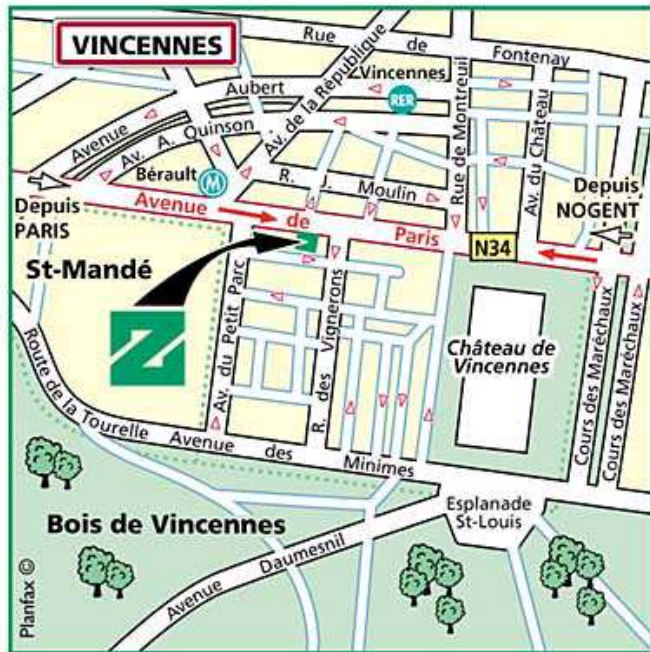 VINCENNES
Rue de Fontenay
Av. de la République
Vincennes
RER
Avenue Aubert
Av. A. Quinson
Rue de Montreuil
Av. du Château
Bérault
M
R. J. Moulin
Depuis
PARIS
Avenue de Paris
Depuis
NOGENT
N34
St-Mandé
Z
Av. du Petit Parc
R. des Vignerons
Château de
Vincennes
Cours des Maréchaux
Cours des Maréchaux
Route de la Tourelle
Avenue des Minimes
Esplanade
St-Louis
Bois de Vincennes
Avenue Daumesnil
Planfax ©